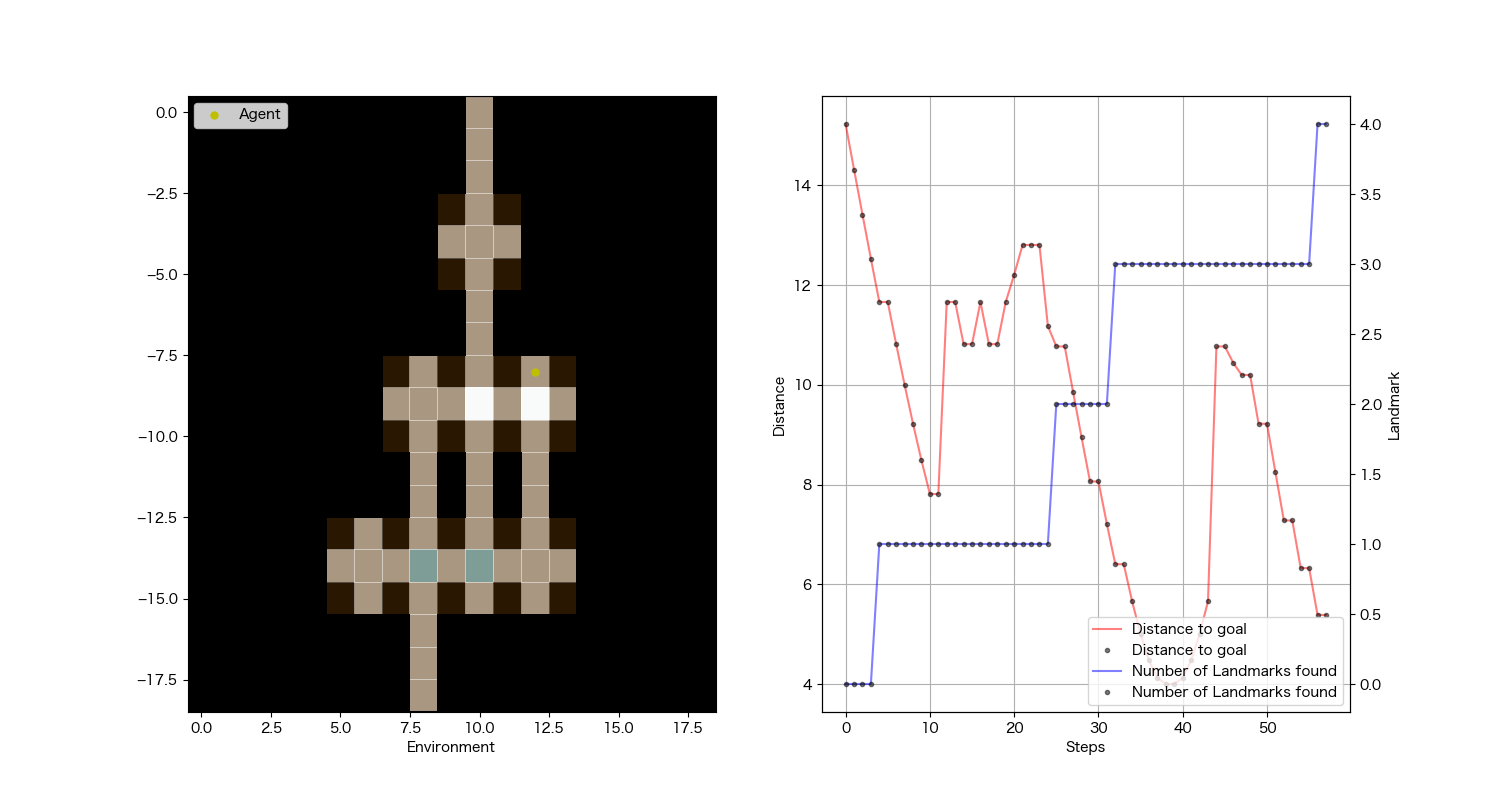 Agent
0.0
−2.5
−5.0
−7.5
−10.0
−12.5
−15.0
−17.5
0.0 2.5 5.0 7.5 10.0 12.5 15.0 17.5
Environment
14
12
10
8
6
4
Distance
4.0
3.5
3.0
2.5
2.0
1.5
1.0
0.5
0.0
Landmark
Distance to goal
Distance to goal
Number of Landmarks found
Number of Landmarks found
0 10 20 30 40 50
Steps